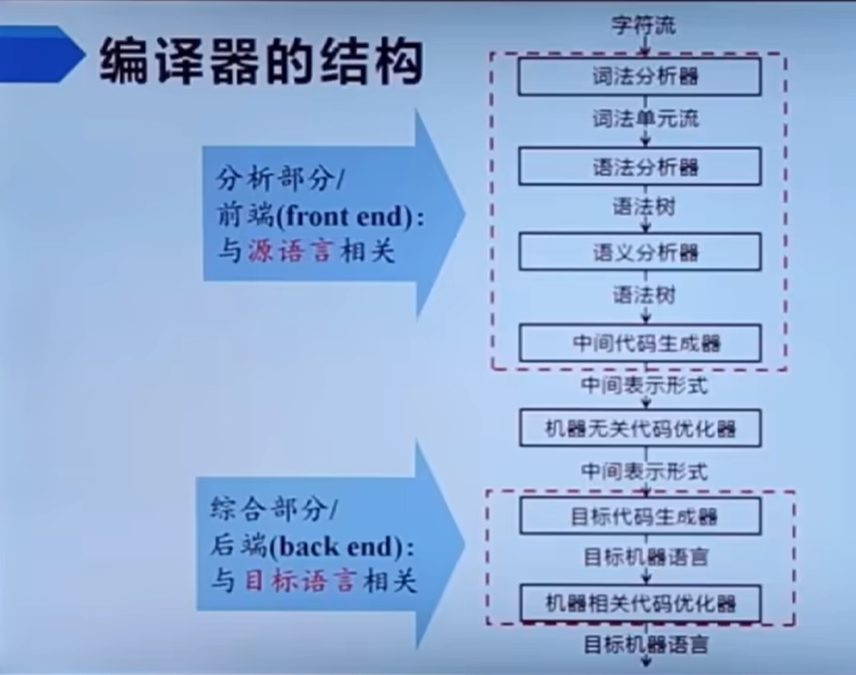 编译器的结构
分析部分/
前端(front end):
与源语言相关
综合部分/
后端(back end):
与目标语言相关
字符流
词法分析器
词法单元流
语法分析器
语法树
语义分析器
语法树
中间代码生成器
中间表示形式
机器无关代码优化器
中间表示形式
目标代码生成器
目标机器语言
机器相关代码优化器
目标机器语言